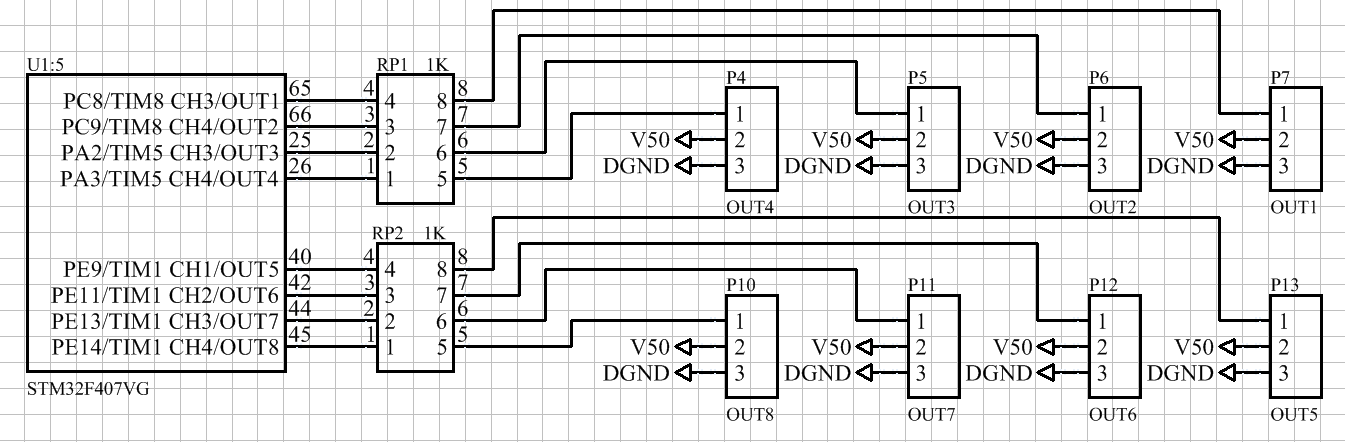 U1:5
RP1 1K
P4 P5 P6 P7
PC8/TIM8 CH3/OUT1 65 4 4 8 8
PC9/TIM8 CH4/OUT2 66 3 3 7 7
PA2/TIM5 CH3/OUT3 25 2 2 6 6
PA3/TIM5 CH4/OUT4 26 1 1 5 5
1 1 1 1
V50 2 V50 2 V50 2 V50 2
DGND 3 DGND 3 DGND 3 DGND 3
OUT4 OUT3 OUT2 OUT1
RP2 1K
P10 P11 P12 P13
PE9/TIM1 CH1/OUT5 40 4 4 8 8
PE11/TIM1 CH2/OUT6 42 3 3 7 7
PE13/TIM1 CH3/OUT7 44 2 2 6 6
PE14/TIM1 CH4/OUT8 45 1 1 5 5
1 1 1 1
V50 2 V50 2 V50 2 V50 2
DGND 3 DGND 3 DGND 3 DGND 3
STM32F407VG
OUT8 OUT7 OUT6 OUT5